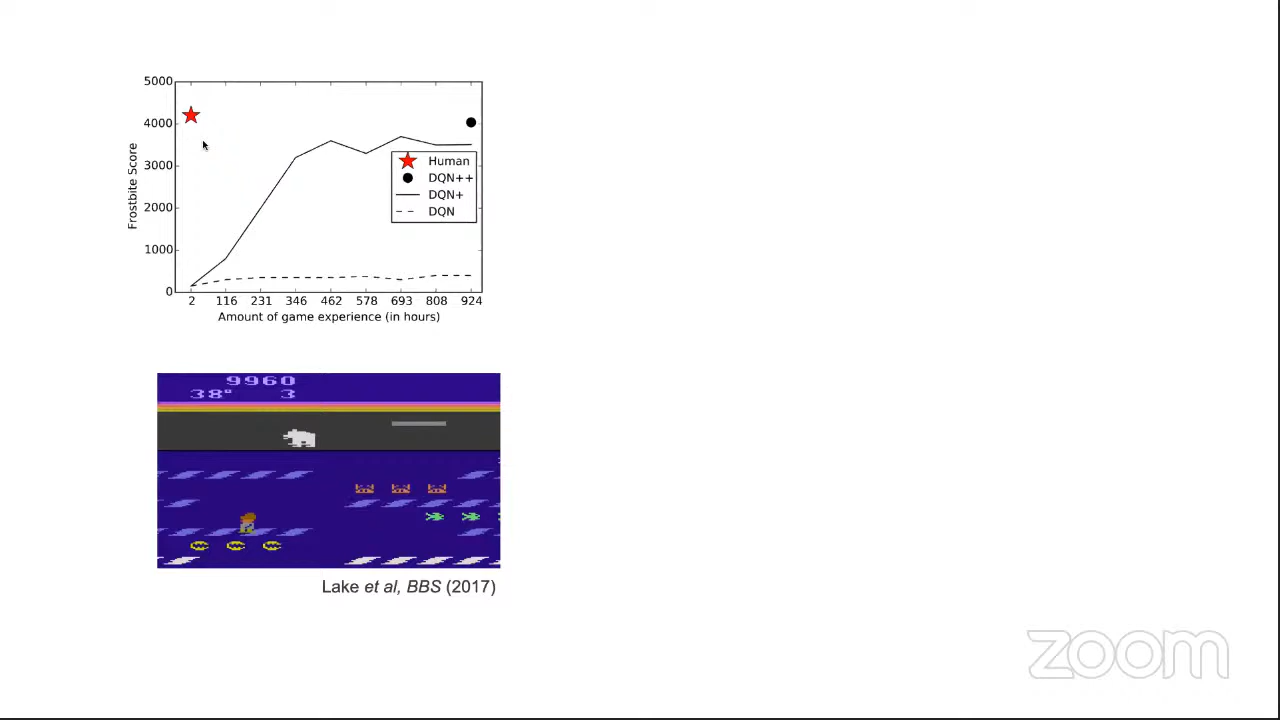 5000
4000
3000
2000
1000
0
Frostbite Score
Human
DQN++
DQN+
DQN
2 116 231 346 462 578 693 808 924
Amount of game experience (in hours)
9960
38° 3
Lake et al, BBS (2017)
zoom